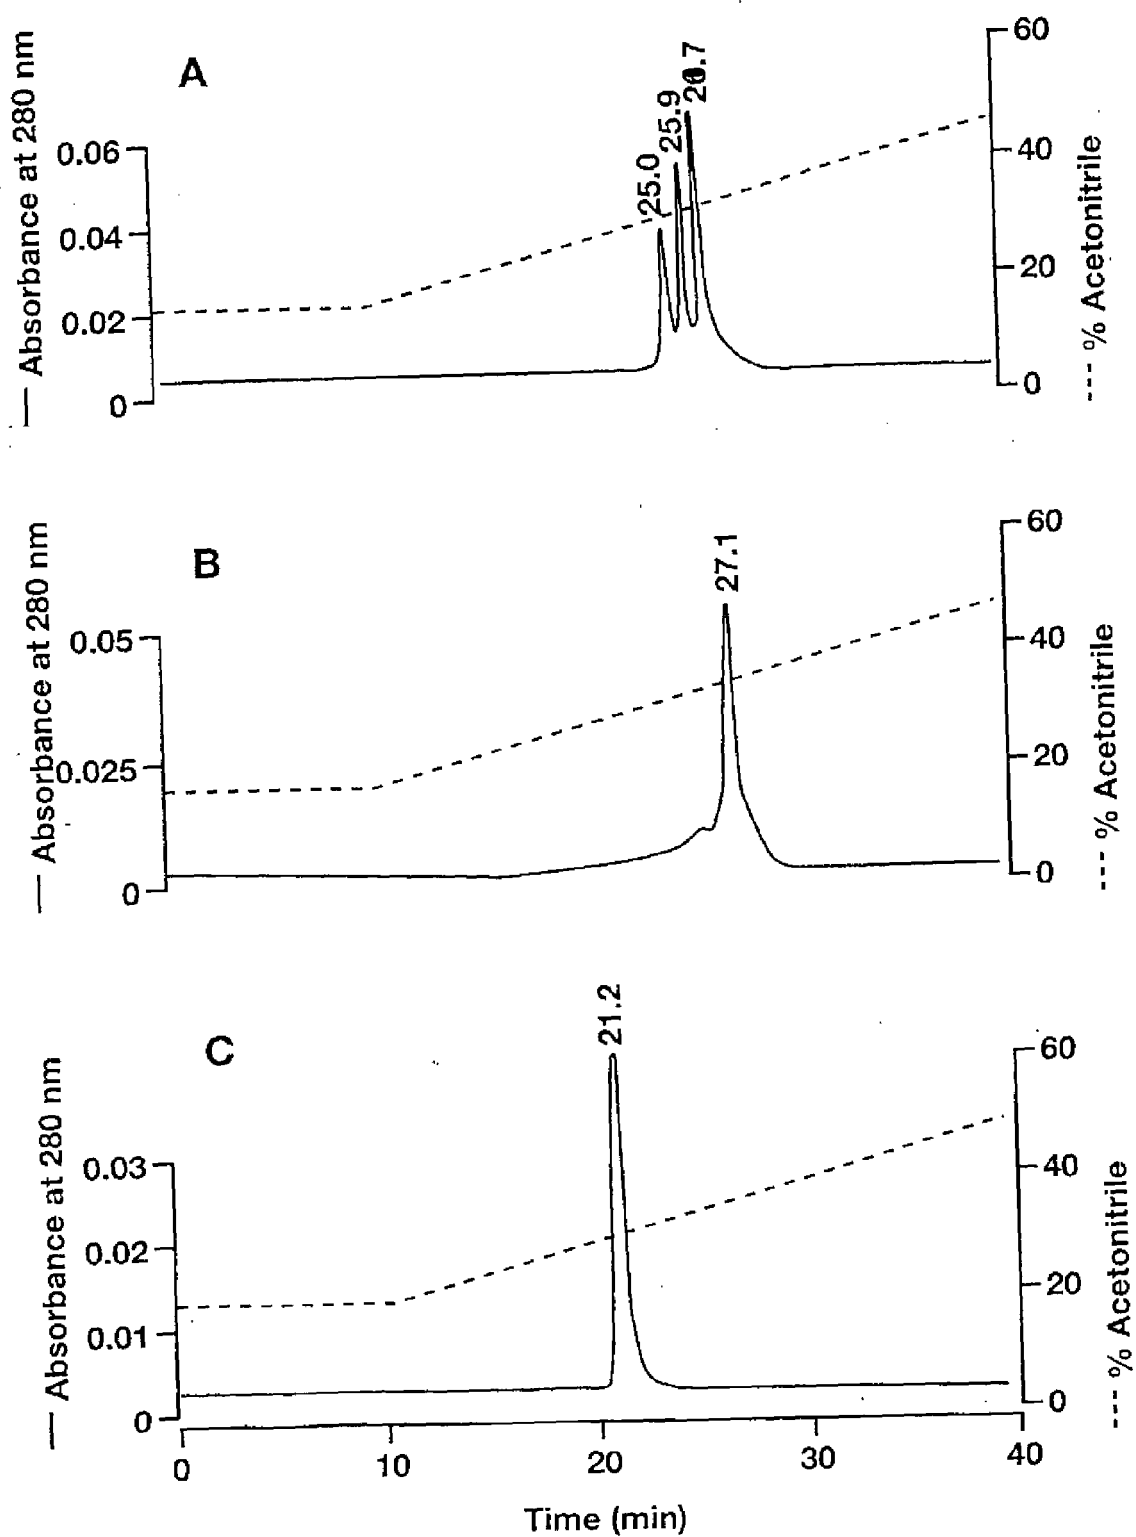 A
— Absorbance at 280 nm
0.06
0.04
0.02
0
25.0
25.9
60
40
20
0
--- % Acetonitrile
B
— Absorbance at 280 nm
0.05
0.025
0
27.1
60
40
20
0
--- % Acetonitrile
C
— Absorbance at 280 nm
0.03
0.02
0.01
0
21.2
60
40
20
0
--- % Acetonitrile
0 10 20 30 40
Time (min)